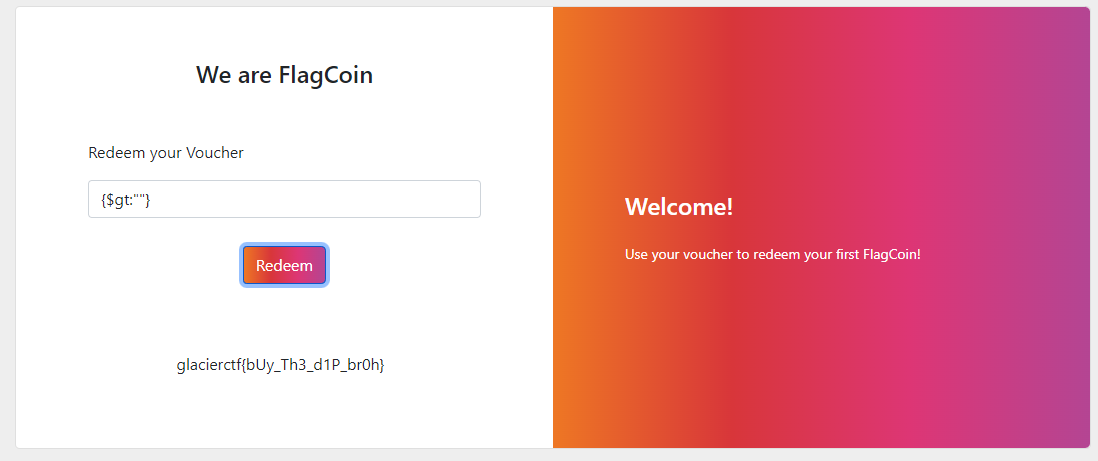 We are FlagCoin
Redeem your Voucher
{$gt:""}
Redeem
glacierctf{bUy_Th3_d1P_br0h}
Welcome!
Use your voucher to redeem your first FlagCoin!